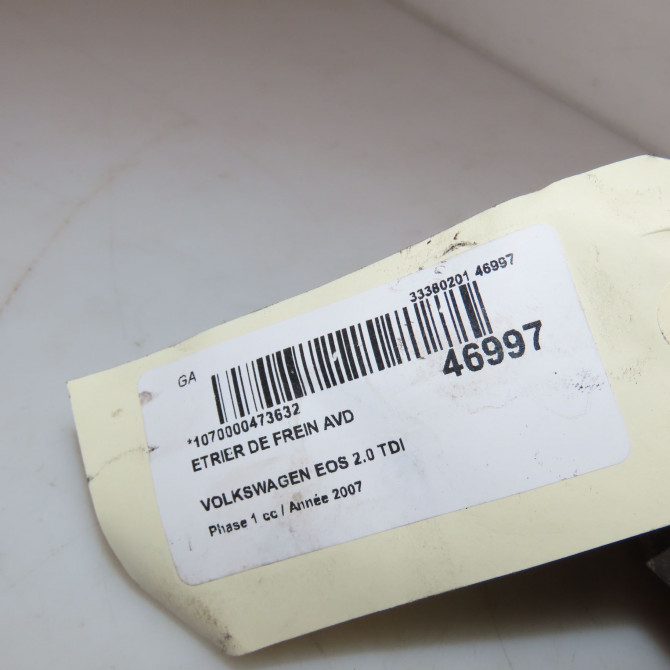 33380201 46997
GA
46997
*1070000473632
ETRIER DE FREIN AVD
VOLKSWAGEN EOS 2.0 TDI
Phase 1 cc / Année 2007